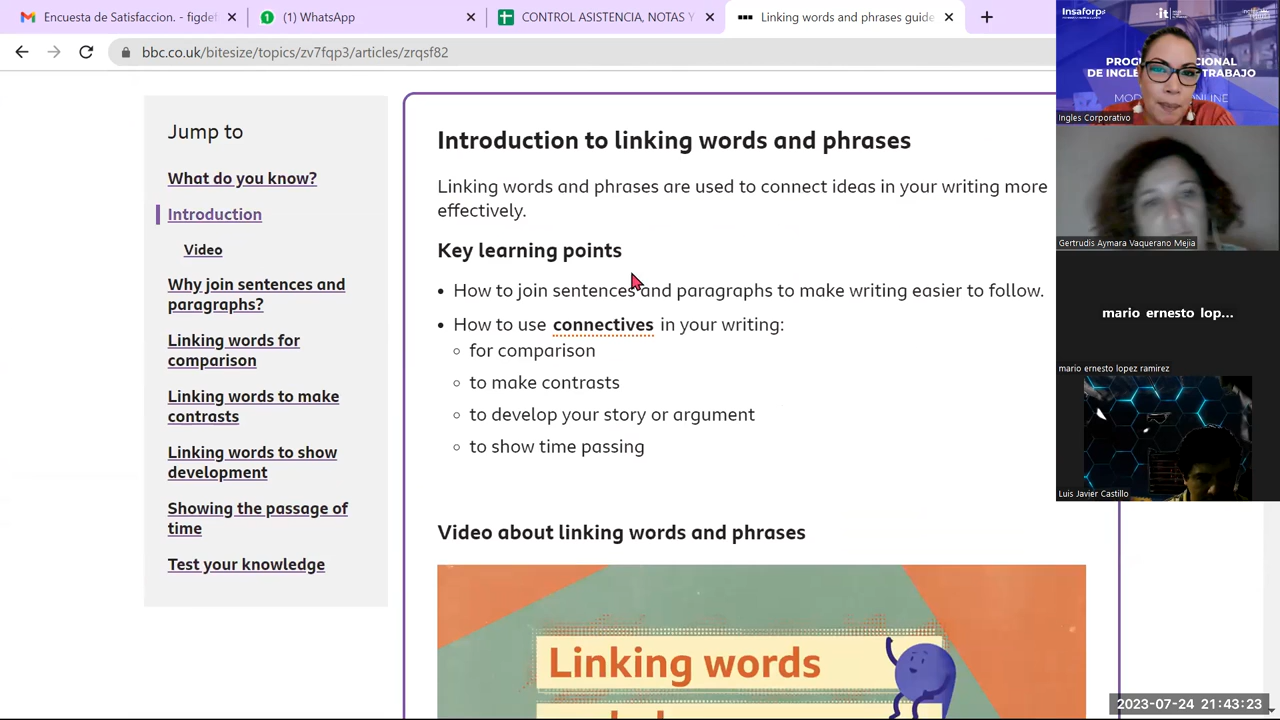 Encuesta de Satisfaccion. - figdef
(1) WhatsApp
CONTROL ASISTENCIA, NOTAS Y
Linking words and phrases guide
bbc.co.uk/bitesize/topics/zv7fqp3/articles/zrqsf82
Jump to
What do you know?
Introduction
Video
Why join sentences and
paragraphs?
Linking words for
comparison
Linking words to make
contrasts
Linking words to show
development
Showing the passage of
time
Test your knowledge
Introduction to linking words and phrases
Linking words and phrases are used to connect ideas in your writing more
effectively.
Key learning points
• How to join sentences and paragraphs to make writing easier to follow.
• How to use connectives in your writing:
for comparison
to make contrasts
to develop your story or argument
to show time passing
Video about linking words and phrases
Linking words
Insaforp
it
Ingles Corporativo
Gertrudis Aymara Vaquerano Mejia
mario ernesto lop...
mario ernesto lopez ramirez
Luis Javier Castillo
2023-07-24 21:43:23